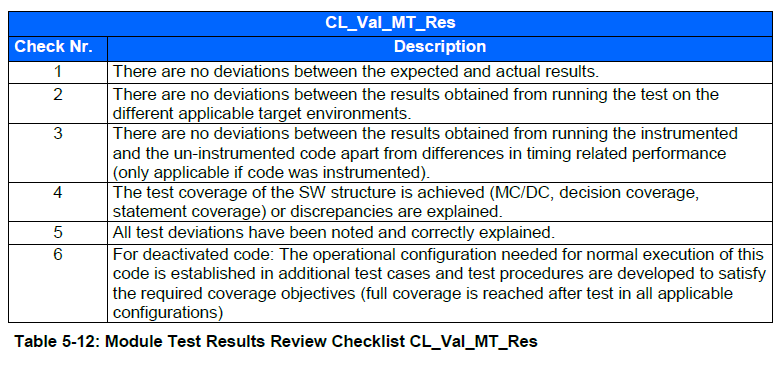 CL_Val_MT_Res
Check Nr. Description
1 There are no deviations between the expected and actual results.
2 There are no deviations between the results obtained from running the test on the
different applicable target environments.
3 There are no deviations between the results obtained from running the instrumented
and the un-instrumented code apart from differences in timing related performance
(only applicable if code was instrumented).
4 The test coverage of the SW structure is achieved (MC/DC, decision coverage,
statement coverage) or discrepancies are explained.
5 All test deviations have been noted and correctly explained.
6 For deactivated code: The operational configuration needed for normal execution of this
code is established in additional test cases and test procedures are developed to satisfy
the required coverage objectives (full coverage is reached after test in all applicable
configurations)
Table 5-12: Module Test Results Review Checklist CL_Val_MT_Res